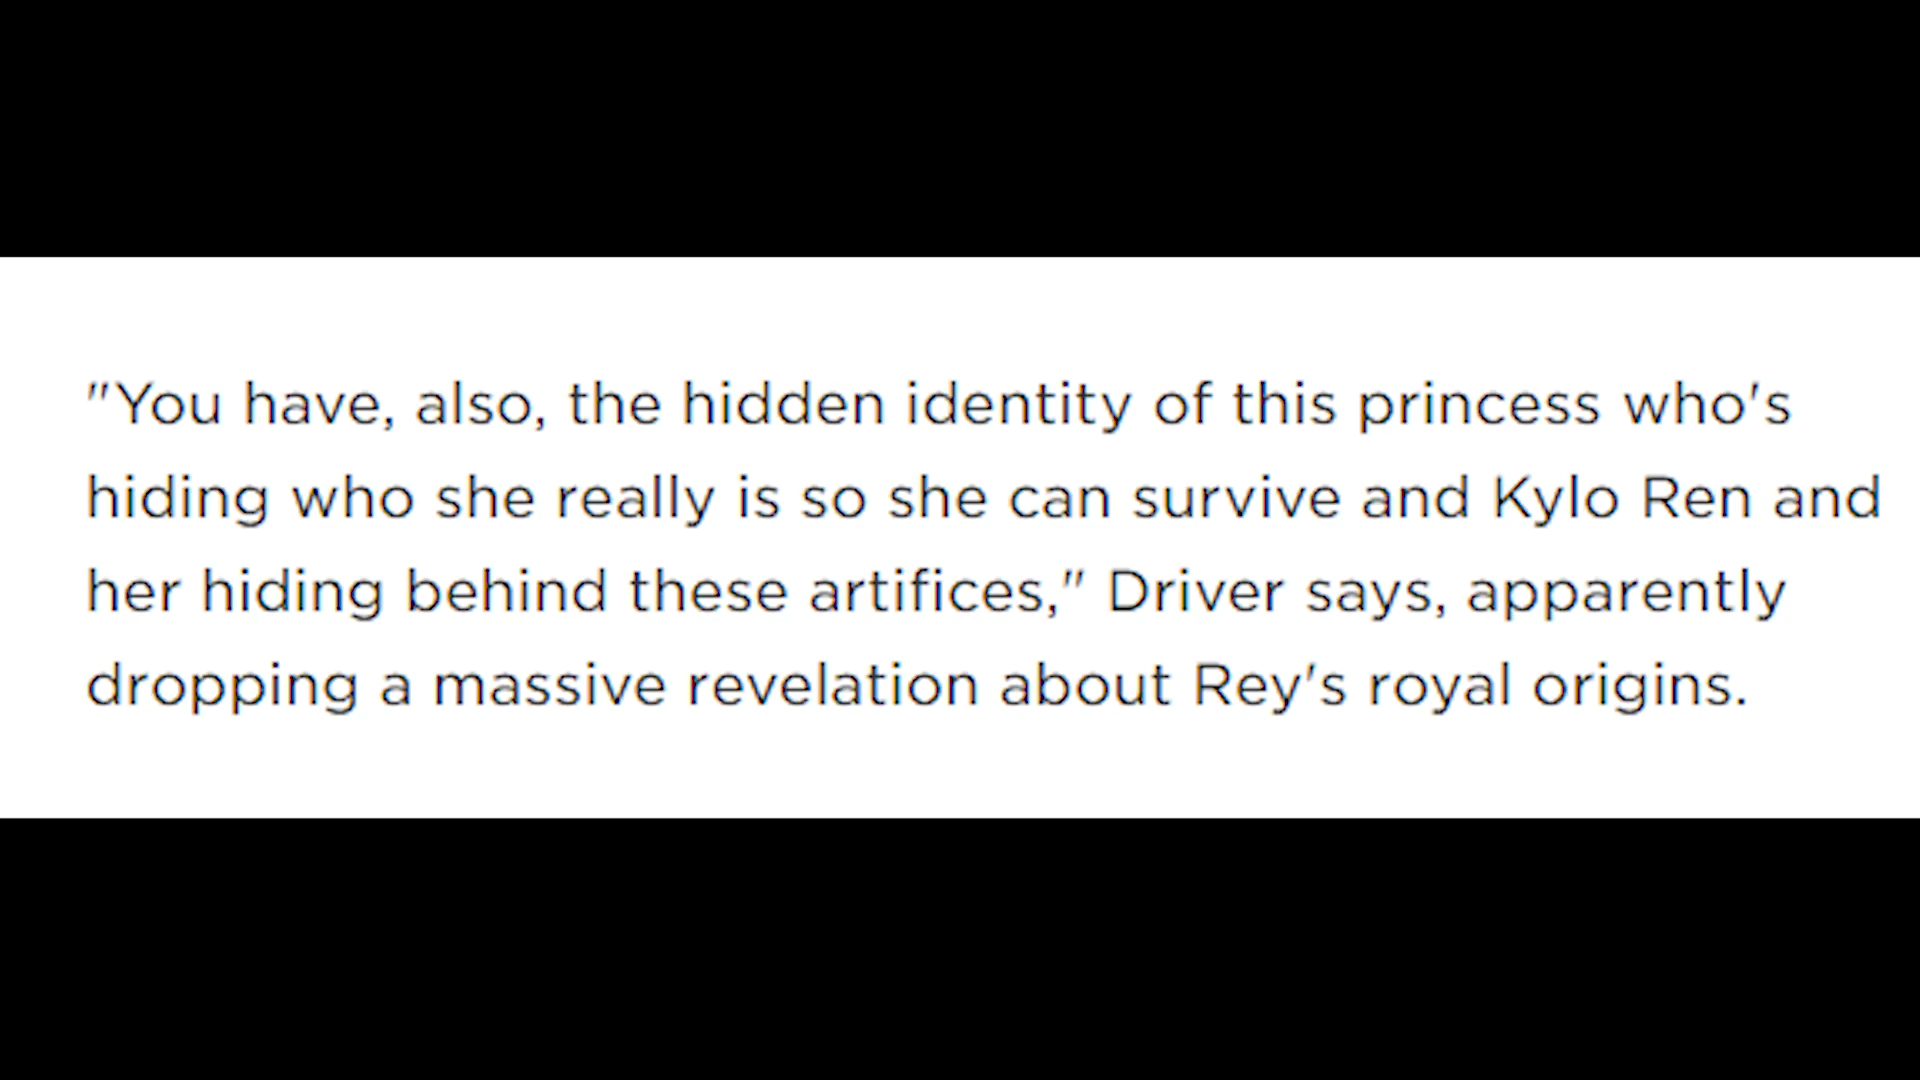 "You have, also, the hidden identity of this princess who's
hiding who she really is so she can survive and Kylo Ren and
her hiding behind these artifices," Driver says, apparently
dropping a massive revelation about Rey's royal origins.